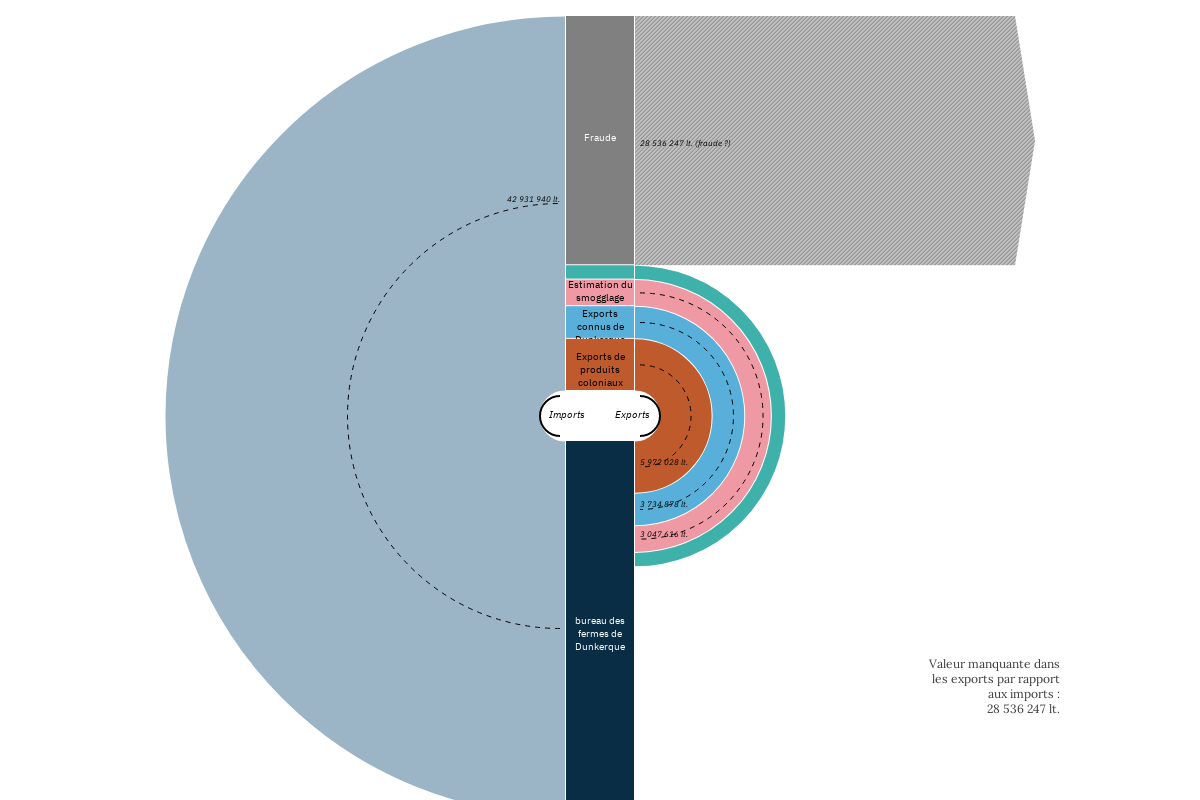 Fraude
28 536 247 lt. (fraude ?)
42 931 940 lt.
Estimation du
smogglage
Exports
connus de
Dunkerque
Exports de
produits
coloniaux
Imports
Exports
5 972 028 lt.
3 734 878 lt.
3 047 616 lt.
bureau des
fermes de
Dunkerque
Valeur manquante dans
les exports par rapport
aux imports :
28 536 247 lt.